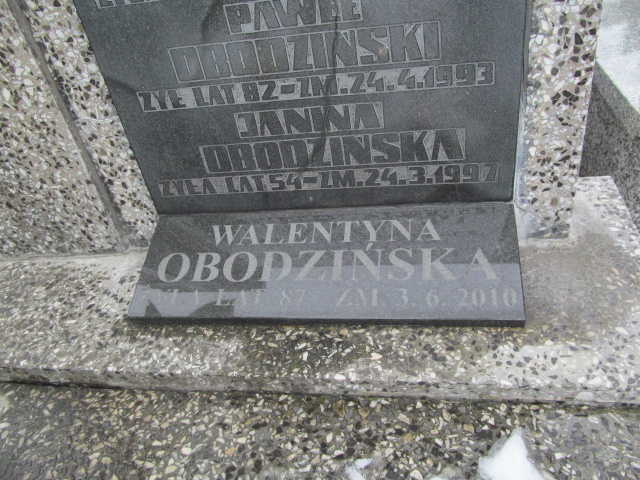 PAWEŁ
OBODZIŃSKI
ŻYŁ LAT 82-ZM.24.4.1993
JANINA
OBODZIŃSKA
ŻYŁA LAT 54-ZM.24.3.1997
WALENTYNA
OBODZIŃSKA
ŻYŁA LAT 87 ZM. 3. 6. 2010